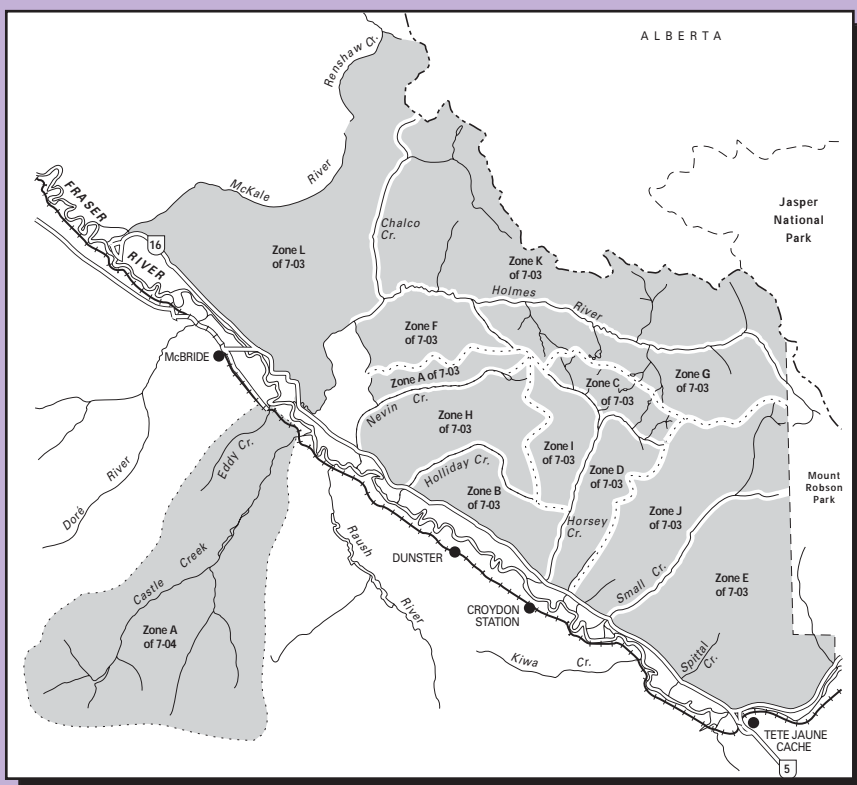 ALBERTA
Renshaw Cr.
McKale River
FRASER
RIVER
16
Chalco
Cr.
Jasper
National
Park
Zone L
of 7-03
Zone K
of 7-03
Holmes River
Zone F
of 7-03
McBRIDE
Zone A of 7-03
Zone C
of 7-03
Zone G
of 7-03
Nevin Cr.
Zone H
of 7-03
Eddy Cr.
Zone I
of 7-03
Holliday Cr.
Zone D
of 7-03
Zone B
of 7-03
Mount
Robson
Park
Doré River
Zone J
of 7-03
Horsey
Cr.
Raush River
DUNSTER
Castle Creek
Small Cr.
Zone E
of 7-03
CROYDON
STATION
Zone A
of 7-04
Kiwa Cr.
Spittal
Cr.
TETE JAUNE
CACHE
5